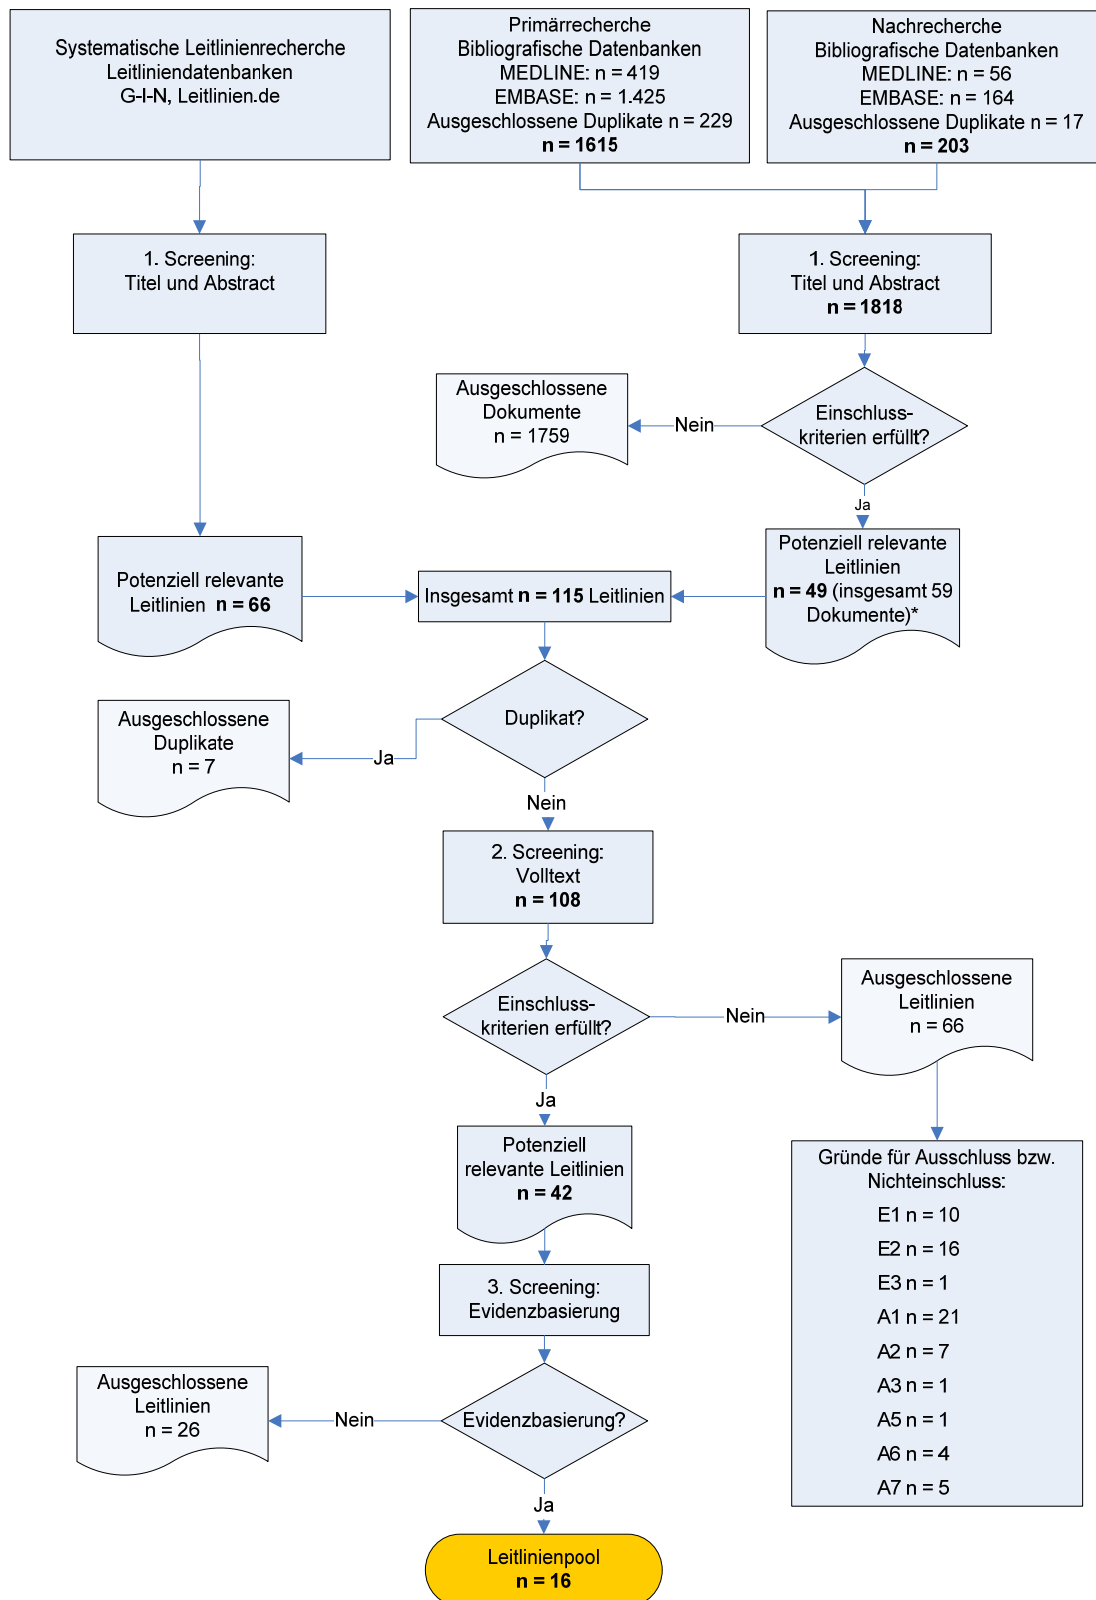 Systematische Leitlinienrecherche
Leitliniendatenbanken
G-I-N, Leitlinien.de
Primärrecherche
Bibliografische Datenbanken
MEDLINE: n = 419
EMBASE: n = 1.425
Ausgeschlossene Duplikate n = 229
n = 1615
Nachrecherche
Bibliografische Datenbanken
MEDLINE: n = 56
EMBASE: n = 164
Ausgeschlossene Duplikate n = 17
n = 203
1. Screening:
Titel und Abstract
1. Screening:
Titel und Abstract
n = 1818
Einschluss-
kriterien erfüllt?
Nein
Ausgeschlossene
Dokumente
n = 1759
Ja
Potenziell relevante
Leitlinien n = 66
Insgesamt n = 115 Leitlinien
Potenziell relevante
Leitlinien
n = 49 (insgesamt 59
Dokumente)*
Duplikat?
Ja
Ausgeschlossene
Duplikate
n = 7
Nein
2. Screening:
Volltext
n = 108
Einschluss-
kriterien erfüllt?
Nein
Ausgeschlossene
Leitlinien
n = 66
Ja
Potenziell
relevante Leitlinien
n = 42
Gründe für Ausschluss bzw.
Nichteinschluss:
E1 n = 10
E2 n = 16
E3 n = 1
A1 n = 21
A2 n = 7
A3 n = 1
A5 n = 1
A6 n = 4
A7 n = 5
3. Screening:
Evidenzbasierung
Evidenzbasierung?
Nein
Ausgeschlossene
Leitlinien
n = 26
Ja
Leitlinienpool
n = 16